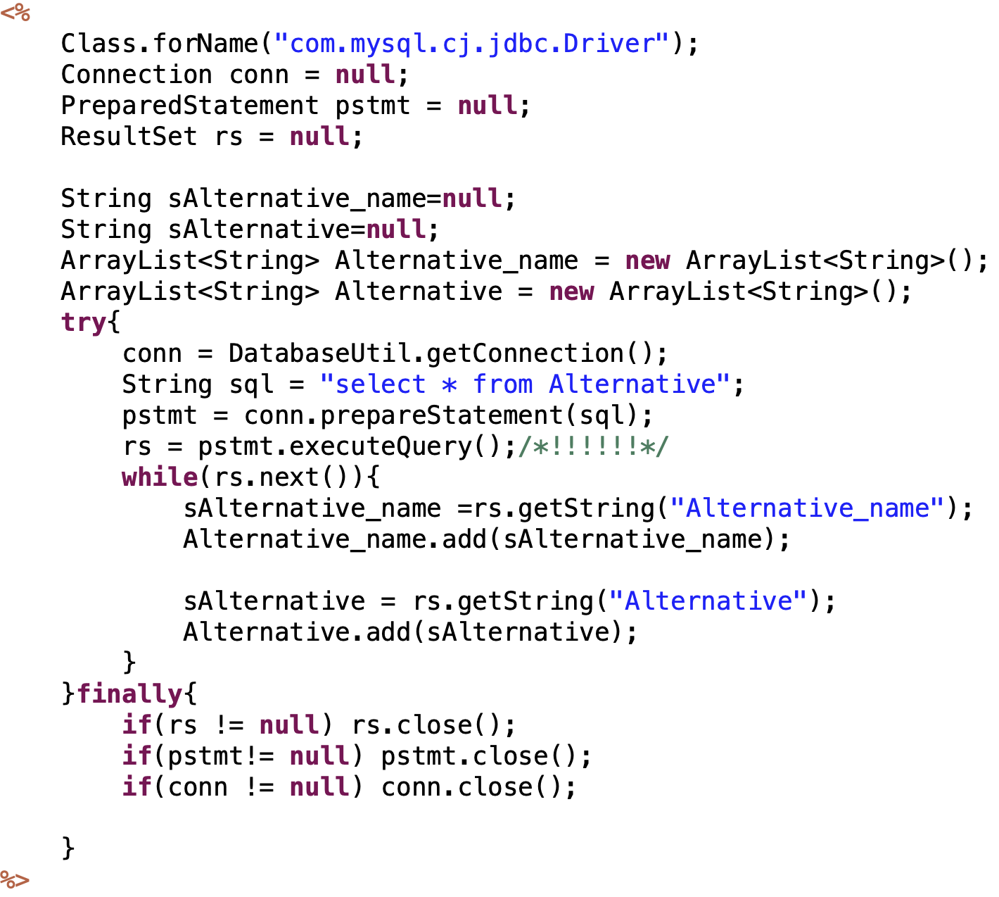 <%
Class.forName("com.mysql.cj.jdbc.Driver");
Connection conn = null;
PreparedStatement pstmt = null;
ResultSet rs = null;
String sAlternative_name=null;
String sAlternative=null;
ArrayList<String> Alternative_name = new ArrayList<String>();
ArrayList<String> Alternative = new ArrayList<String>();
try{
conn = DatabaseUtil.getConnection();
String sql = "select * from Alternative";
pstmt = conn.prepareStatement(sql);
rs = pstmt.executeQuery();/*!!!!!!*/
while(rs.next()){
sAlternative_name =rs.getString("Alternative_name");
Alternative_name.add(sAlternative_name);
sAlternative = rs.getString("Alternative");
Alternative.add(sAlternative);
}
}finally{
if(rs != null) rs.close();
if(pstmt!= null) pstmt.close();
if(conn != null) conn.close();
}
%>